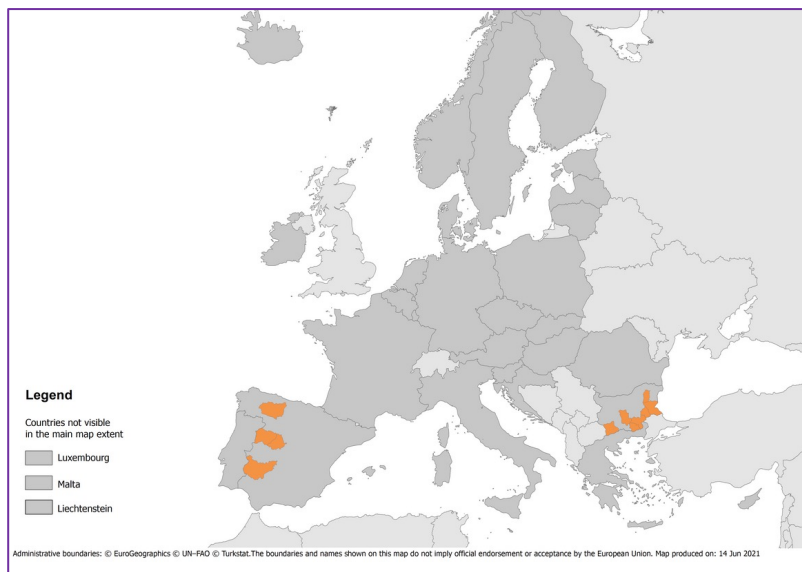 Legend
Countries not visible
in the main map extent
Luxembourg
Malta
Liechtenstein
Administrative boundaries: © EuroGeographics © UN–FAO © Turkstat.The boundaries and names shown on this map do not imply official endorsement or acceptance by the European Union. Map produced on: 14 Jun 2021